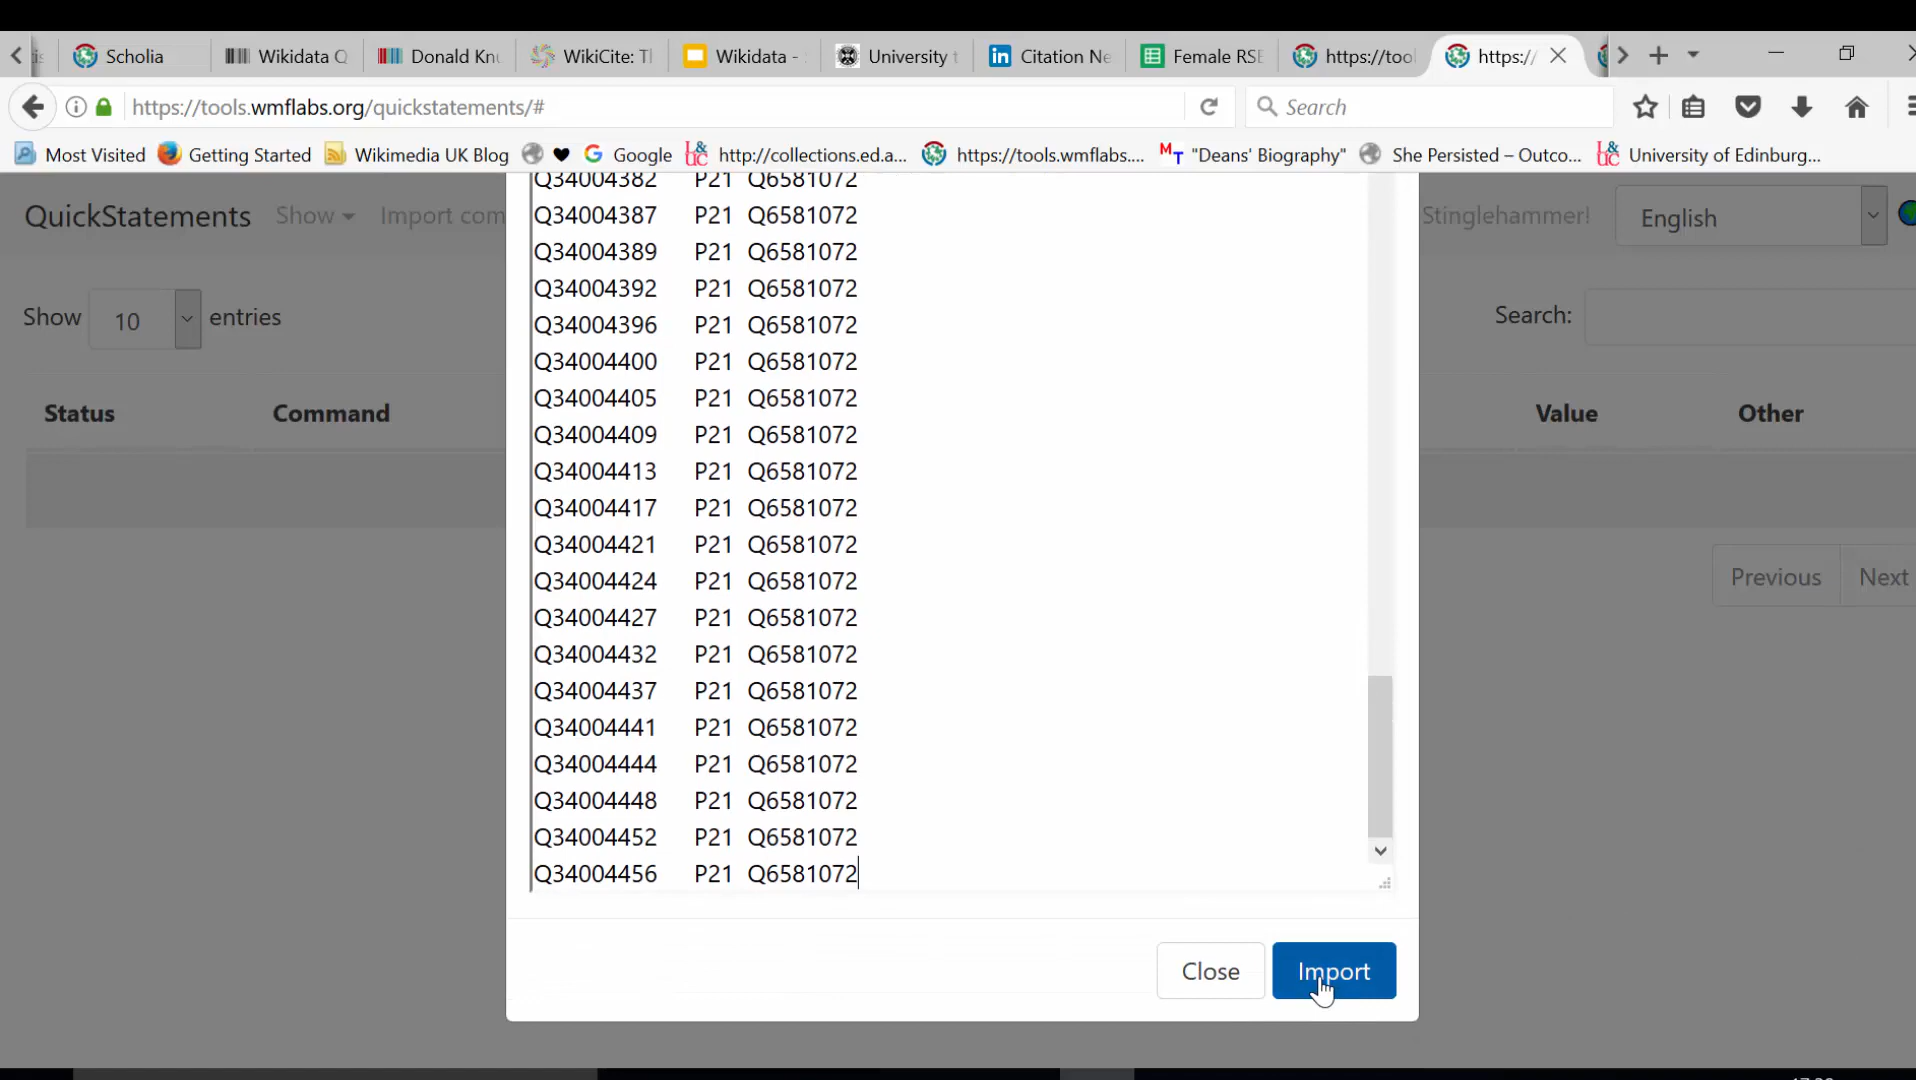 Scholia Wikidata Q Donald Knu WikiCite: Tl Wikidata - University t Citation Ne Female RSE https://tool https://
https://tools.wmflabs.org/quickstatements/# Search
Most Visited Getting Started Wikimedia UK Blog Google http://collections.ed.a... https://tools.wmflabs.... "Deans' Biography" She Persisted – Outco... University of Edinburg...
QuickStatements Show Import com Stinglehammer! English
Show 10 entries Search:
Status Command Value Other
Previous Next
Q34004382 P21 Q6581072
Q34004387 P21 Q6581072
Q34004389 P21 Q6581072
Q34004392 P21 Q6581072
Q34004396 P21 Q6581072
Q34004400 P21 Q6581072
Q34004405 P21 Q6581072
Q34004409 P21 Q6581072
Q34004413 P21 Q6581072
Q34004417 P21 Q6581072
Q34004421 P21 Q6581072
Q34004424 P21 Q6581072
Q34004427 P21 Q6581072
Q34004432 P21 Q6581072
Q34004437 P21 Q6581072
Q34004441 P21 Q6581072
Q34004444 P21 Q6581072
Q34004448 P21 Q6581072
Q34004452 P21 Q6581072
Q34004456 P21 Q6581072
Close Import